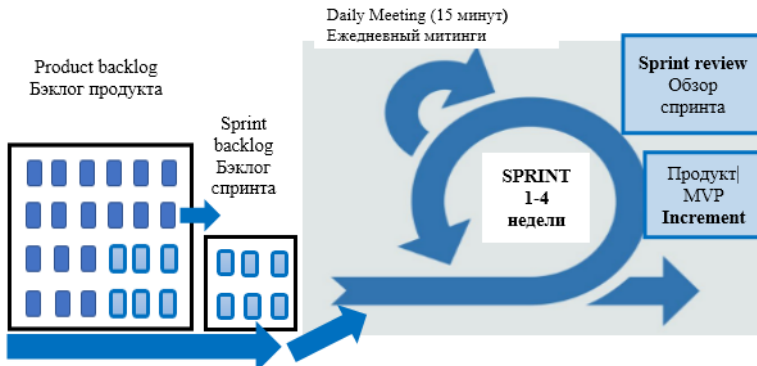 Daily Meeting (15 минут)
Ежедневный митинги
Product backlog
Бэклог продукта
Sprint
backlog
Бэклог
спринта
SPRINT
1-4
недели
Sprint review
Обзор
спринта
Продукт|
MVP
Increment